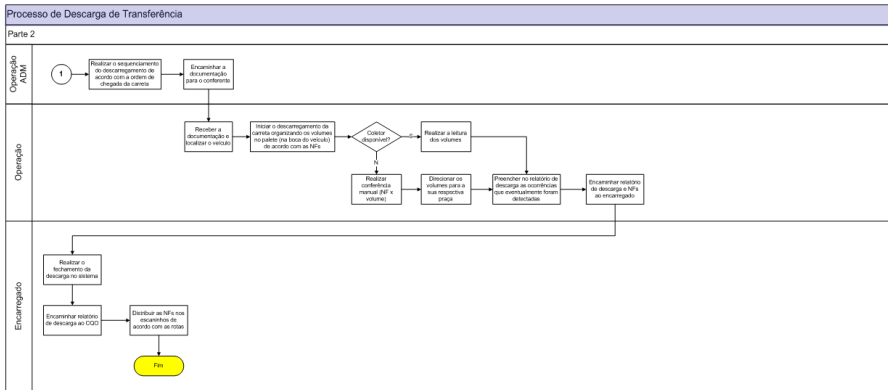 Processo de Descarga de Transferência
Parte 2
Operação
ADM
1
Realizar o sequenciamento
do descarregamento de
acordo com a ordem de
chegada da carreta
Encaminhar a
documentação
para o conferente
Operação
Receber a
documentação e
localizar o veículo
Iniciar o descarregamento da
carreta organizando os volumes
no palete (na boca do veículo)
de acordo com as NFs
Coletor
disponível?
S
Realizar a leitura
dos volumes
N
Realizar
conferência
manual (NF x
volume)
Direcionar os
volumes para a
sua respectiva
praça
Preencher no relatório de
descarga as ocorrências
que eventualmente foram
detectadas
Encaminhar relatório
de descarga e NFs
ao encarregado
Encarregado
Realizar o
fechamento da
descarga no sistema
Encaminhar relatório
de descarga ao CQO
Distribuir as NFs nos
escaninhos de
acordo com as rotas
Fim